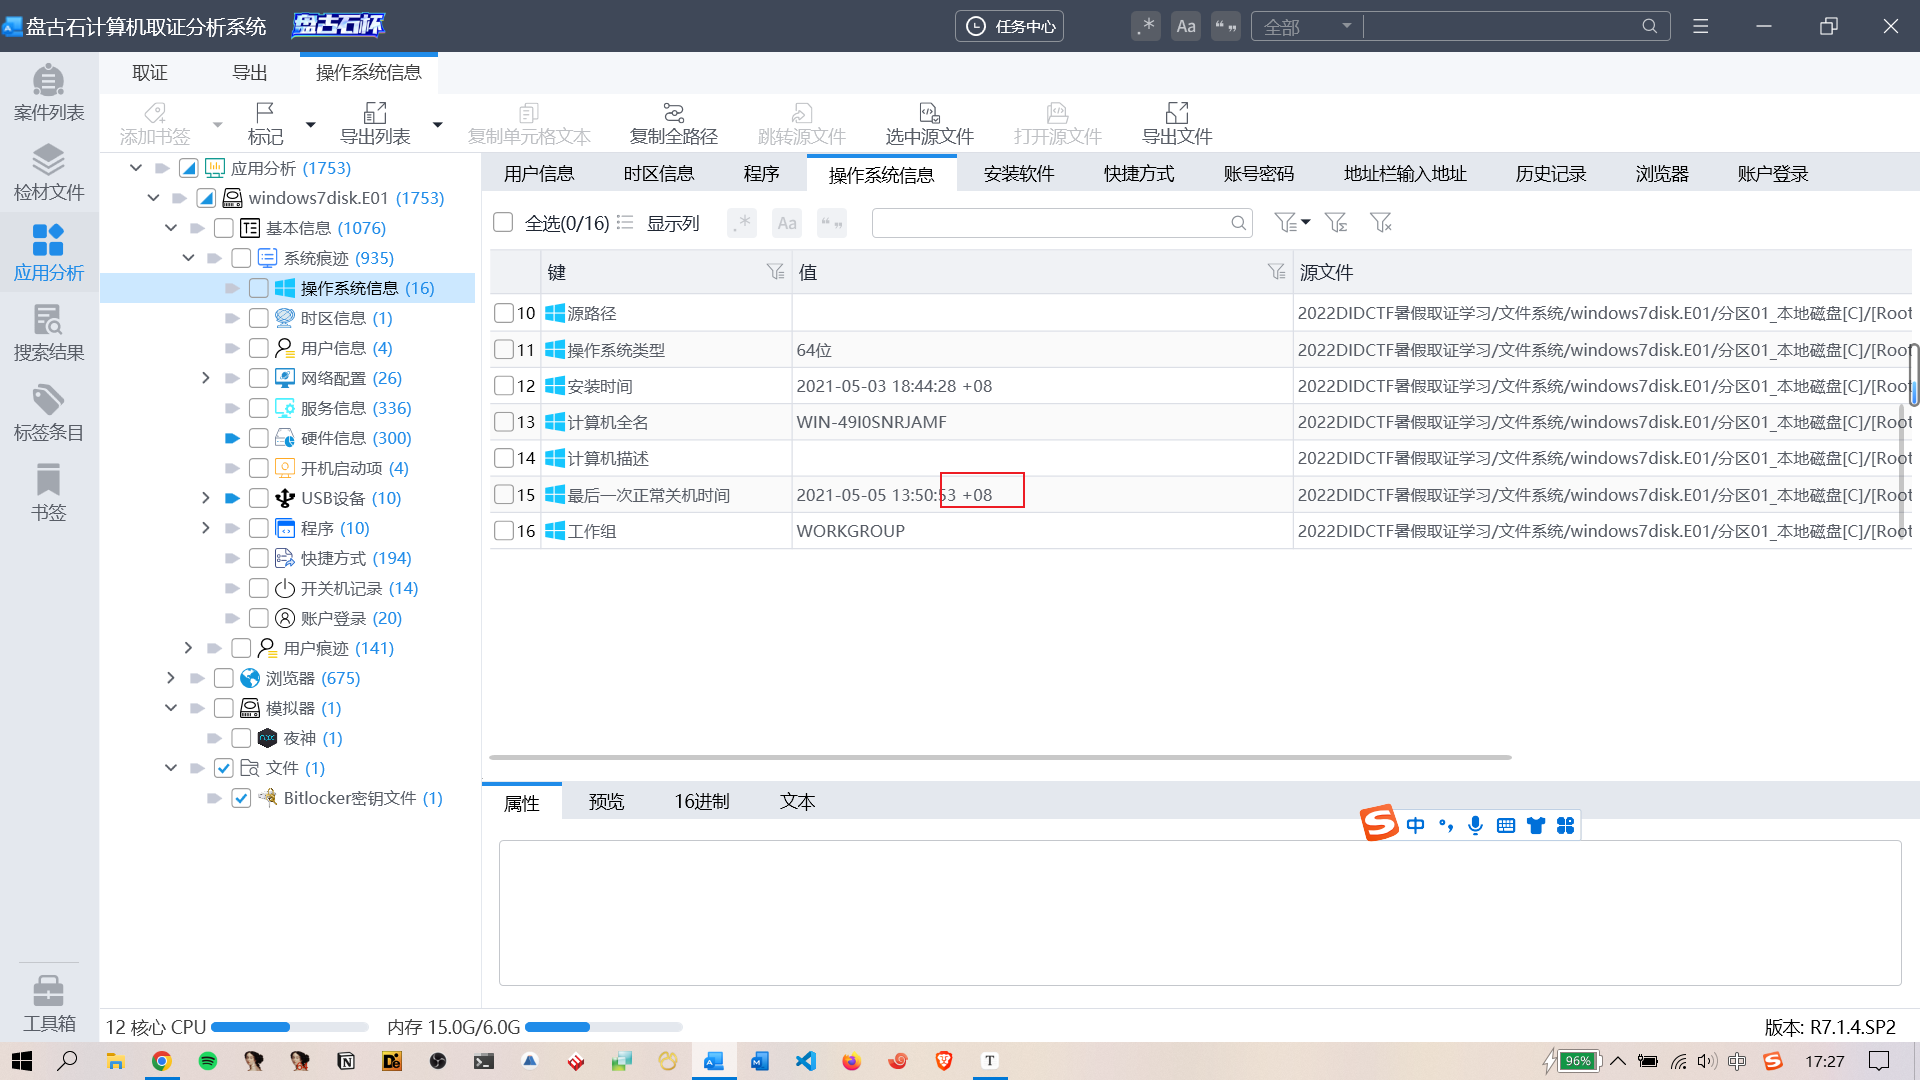 盘古石计算机取证分析系统
盘古石杯
任务中心
.*
Aa
“ ”
全部
案件列表
检材文件
应用分析
搜索结果
标签条目
书签
工具箱
取证
导出
操作系统信息
添加书签
标记
导出列表
复制单元格文本
复制全路径
跳转源文件
选中源文件
打开源文件
导出文件
应用分析 (1753)
windows7disk.E01 (1753)
基本信息 (1076)
系统痕迹 (935)
操作系统信息 (16)
时区信息 (1)
用户信息 (4)
网络配置 (26)
服务信息 (336)
硬件信息 (300)
开机启动项 (4)
USB设备 (10)
程序 (10)
快捷方式 (194)
开关机记录 (14)
账户登录 (20)
用户痕迹 (141)
浏览器 (675)
模拟器 (1)
夜神 (1)
文件 (1)
Bitlocker密钥文件 (1)
用户信息
时区信息
程序
操作系统信息
安装软件
快捷方式
账号密码
地址栏输入地址
历史记录
浏览器
账户登录
全选(0/16)
显示列
.*
Aa
“ ”
键
值
源文件
10 源路径 2022DIDCTF暑假取证学习/文件系统/windows7disk.E01/分区01_本地磁盘[C]/[Root
11 操作系统类型 64位 2022DIDCTF暑假取证学习/文件系统/windows7disk.E01/分区01_本地磁盘[C]/[Root
12 安装时间 2021-05-03 18:44:28 +08 2022DIDCTF暑假取证学习/文件系统/windows7disk.E01/分区01_本地磁盘[C]/[Root
13 计算机全名 WIN-49I0SNRJAMF 2022DIDCTF暑假取证学习/文件系统/windows7disk.E01/分区01_本地磁盘[C]/[Root
14 计算机描述 2022DIDCTF暑假取证学习/文件系统/windows7disk.E01/分区01_本地磁盘[C]/[Root
15 最后一次正常关机时间 2021-05-05 13:50:53 +08 2022DIDCTF暑假取证学习/文件系统/windows7disk.E01/分区01_本地磁盘[C]/[Root
16 工作组 WORKGROUP 2022DIDCTF暑假取证学习/文件系统/windows7disk.E01/分区01_本地磁盘[C]/[Root
属性
预览
16进制
文本
中
12 核心 CPU
内存 15.0G/6.0G
版本: R7.1.4.SP2
96%
中
17:27